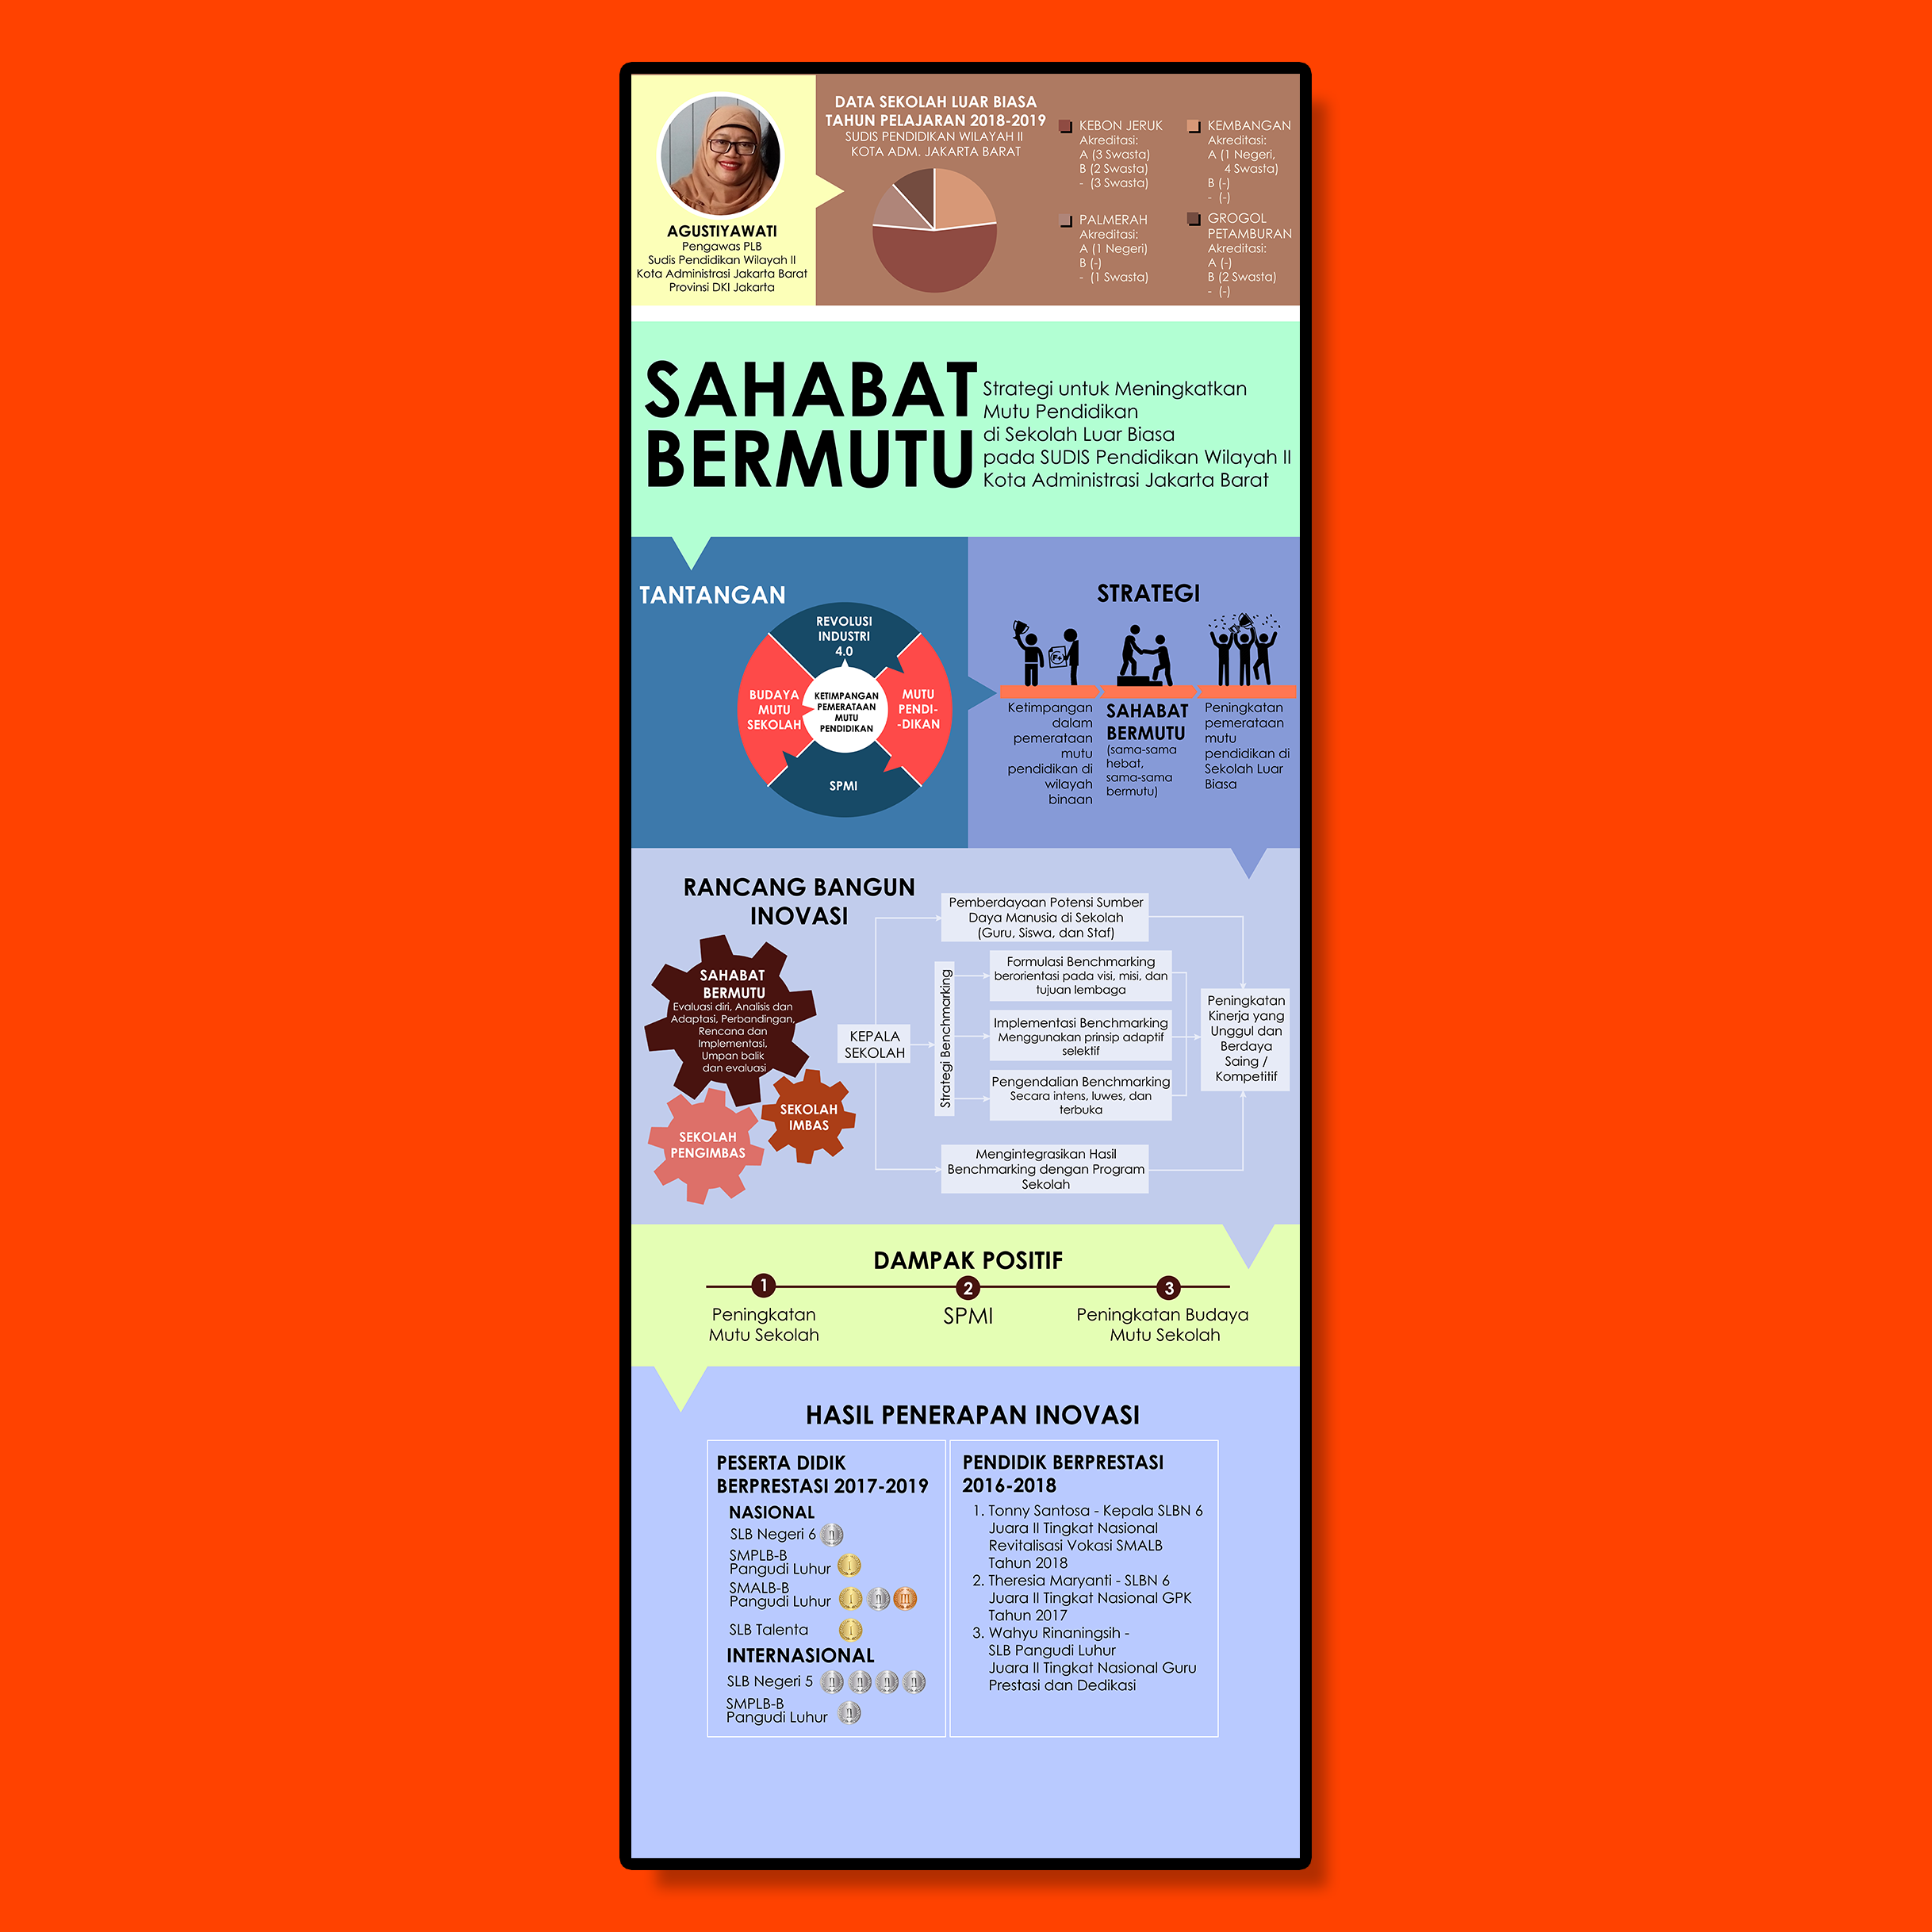 AGUSTIYAWATI
Pengawas PLB
Sudis Pendidikan Wilayah II
Kota Administrasi Jakarta Barat
Provinsi DKI Jakarta
DATA SEKOLAH LUAR BIASA
TAHUN PELAJARAN 2018-2019
SUDIS PENDIDIKAN WILAYAH II
KOTA ADM. JAKARTA BARAT
KEBON JERUK
Akreditasi:
A (3 Swasta)
B (2 Swasta)
- (3 Swasta)
KEMBANGAN
Akreditasi:
A (1 Negeri,
4 Swasta)
B (-)
- (-)
PALMERAH
Akreditasi:
A (1 Negeri)
B (-)
- (1 Swasta)
GROGOL
PETAMBURAN
Akreditasi:
A (-)
B (2 Swasta)
- (-)
SAHABAT
BERMUTU
Strategi untuk Meningkatkan
Mutu Pendidikan
di Sekolah Luar Biasa
pada SUDIS Pendidikan Wilayah II
Kota Administrasi Jakarta Barat
TANTANGAN
REVOLUSI
INDUSTRI
4.0
BUDAYA
MUTU
SEKOLAH
KETIMPANGAN
PEMERATAAN
MUTU
PENDIDIKAN
MUTU
PENDI-
-DIKAN
SPMI
STRATEGI
F+
Ketimpangan
dalam
pemerataan
mutu
pendidikan di
wilayah
binaan
SAHABAT
BERMUTU
(sama-sama
hebat,
sama-sama
bermutu)
Peningkatan
pemerataan
mutu
pendidikan di
Sekolah Luar
Biasa
RANCANG BANGUN
INOVASI
SAHABAT
BERMUTU
Evaluasi diri, Analisis dan
Adaptasi, Perbandingan,
Rencana dan
Implementasi,
Umpan balik
dan evaluasi
SEKOLAH
IMBAS
SEKOLAH
PENGIMBAS
KEPALA
SEKOLAH
Pemberdayaan Potensi Sumber
Daya Manusia di Sekolah
(Guru, Siswa, dan Staf)
Strategi Benchmarking
Formulasi Benchmarking
berorientasi pada visi, misi, dan
tujuan lembaga
Implementasi Benchmarking
Menggunakan prinsip adaptif
selektif
Pengendalian Benchmarking
Secara intens, luwes, dan
terbuka
Mengintegrasikan Hasil
Benchmarking dengan Program
Sekolah
Peningkatan
Kinerja yang
Unggul dan
Berdaya
Saing /
Kompetitif
DAMPAK POSITIF
1
Peningkatan
Mutu Sekolah
2
SPMI
3
Peningkatan Budaya
Mutu Sekolah
HASIL PENERAPAN INOVASI
PESERTA DIDIK
BERPRESTASI 2017-2019
NASIONAL
SLB Negeri 6 II
SMPLB-B
Pangudi Luhur I
SMALB-B
Pangudi Luhur I II III
SLB Talenta I
INTERNASIONAL
SLB Negeri 5 II II II II
SMPLB-B
Pangudi Luhur II
PENDIDIK BERPRESTASI
2016-2018
1. Tonny Santosa - Kepala SLBN 6
Juara II Tingkat Nasional
Revitalisasi Vokasi SMALB
Tahun 2018
2. Theresia Maryanti - SLBN 6
Juara II Tingkat Nasional GPK
Tahun 2017
3. Wahyu Rinaningsih -
SLB Pangudi Luhur
Juara II Tingkat Nasional Guru
Prestasi dan Dedikasi